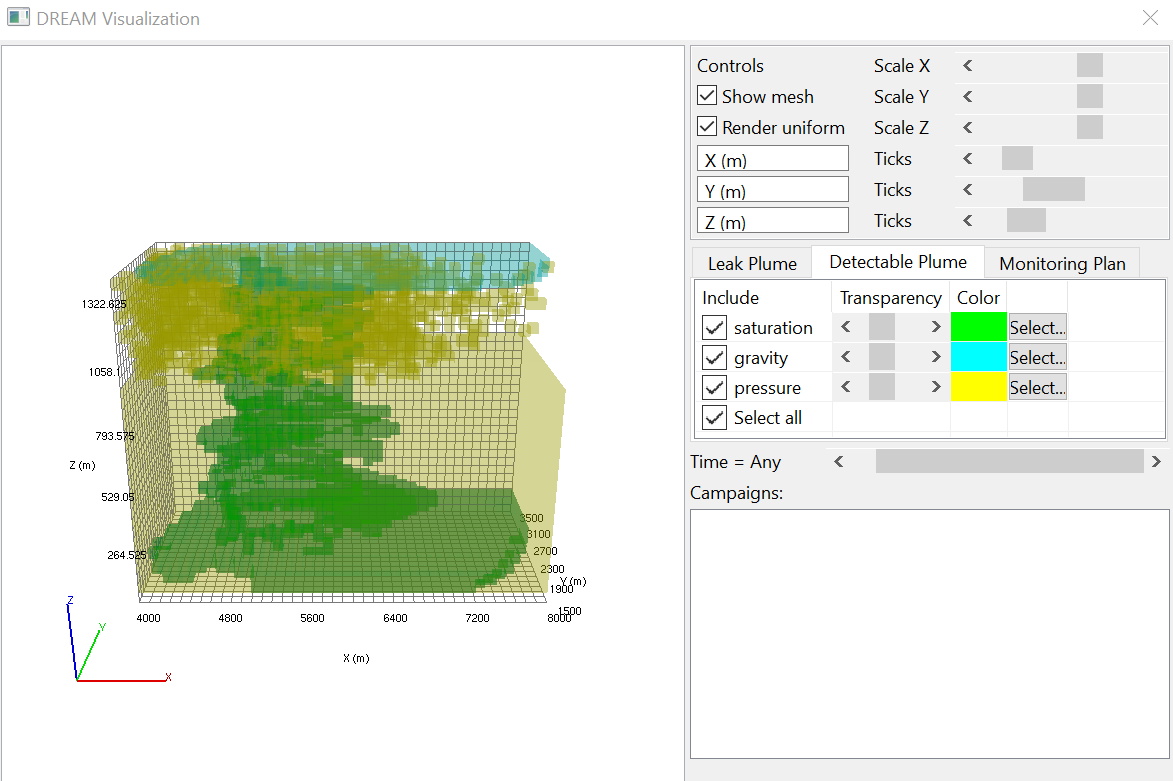 DREAM Visualization
Controls
Scale X
Show mesh
Scale Y
Render uniform
Scale Z
X (m)
Ticks
Y (m)
Ticks
Z (m)
Ticks
Leak Plume
Detectable Plume
Monitoring Plan
Include
Transparency
Color
saturation
Select...
gravity
Select...
pressure
Select...
Select all
Time = Any
Campaigns:
1322.625
1058.1
793.575
Z (m)
529.05
264.525
3500
3100
2700
2300
Y (m)
1900
1500
4000
4800
5600
6400
7200
8000
X (m)
Z
Y
X